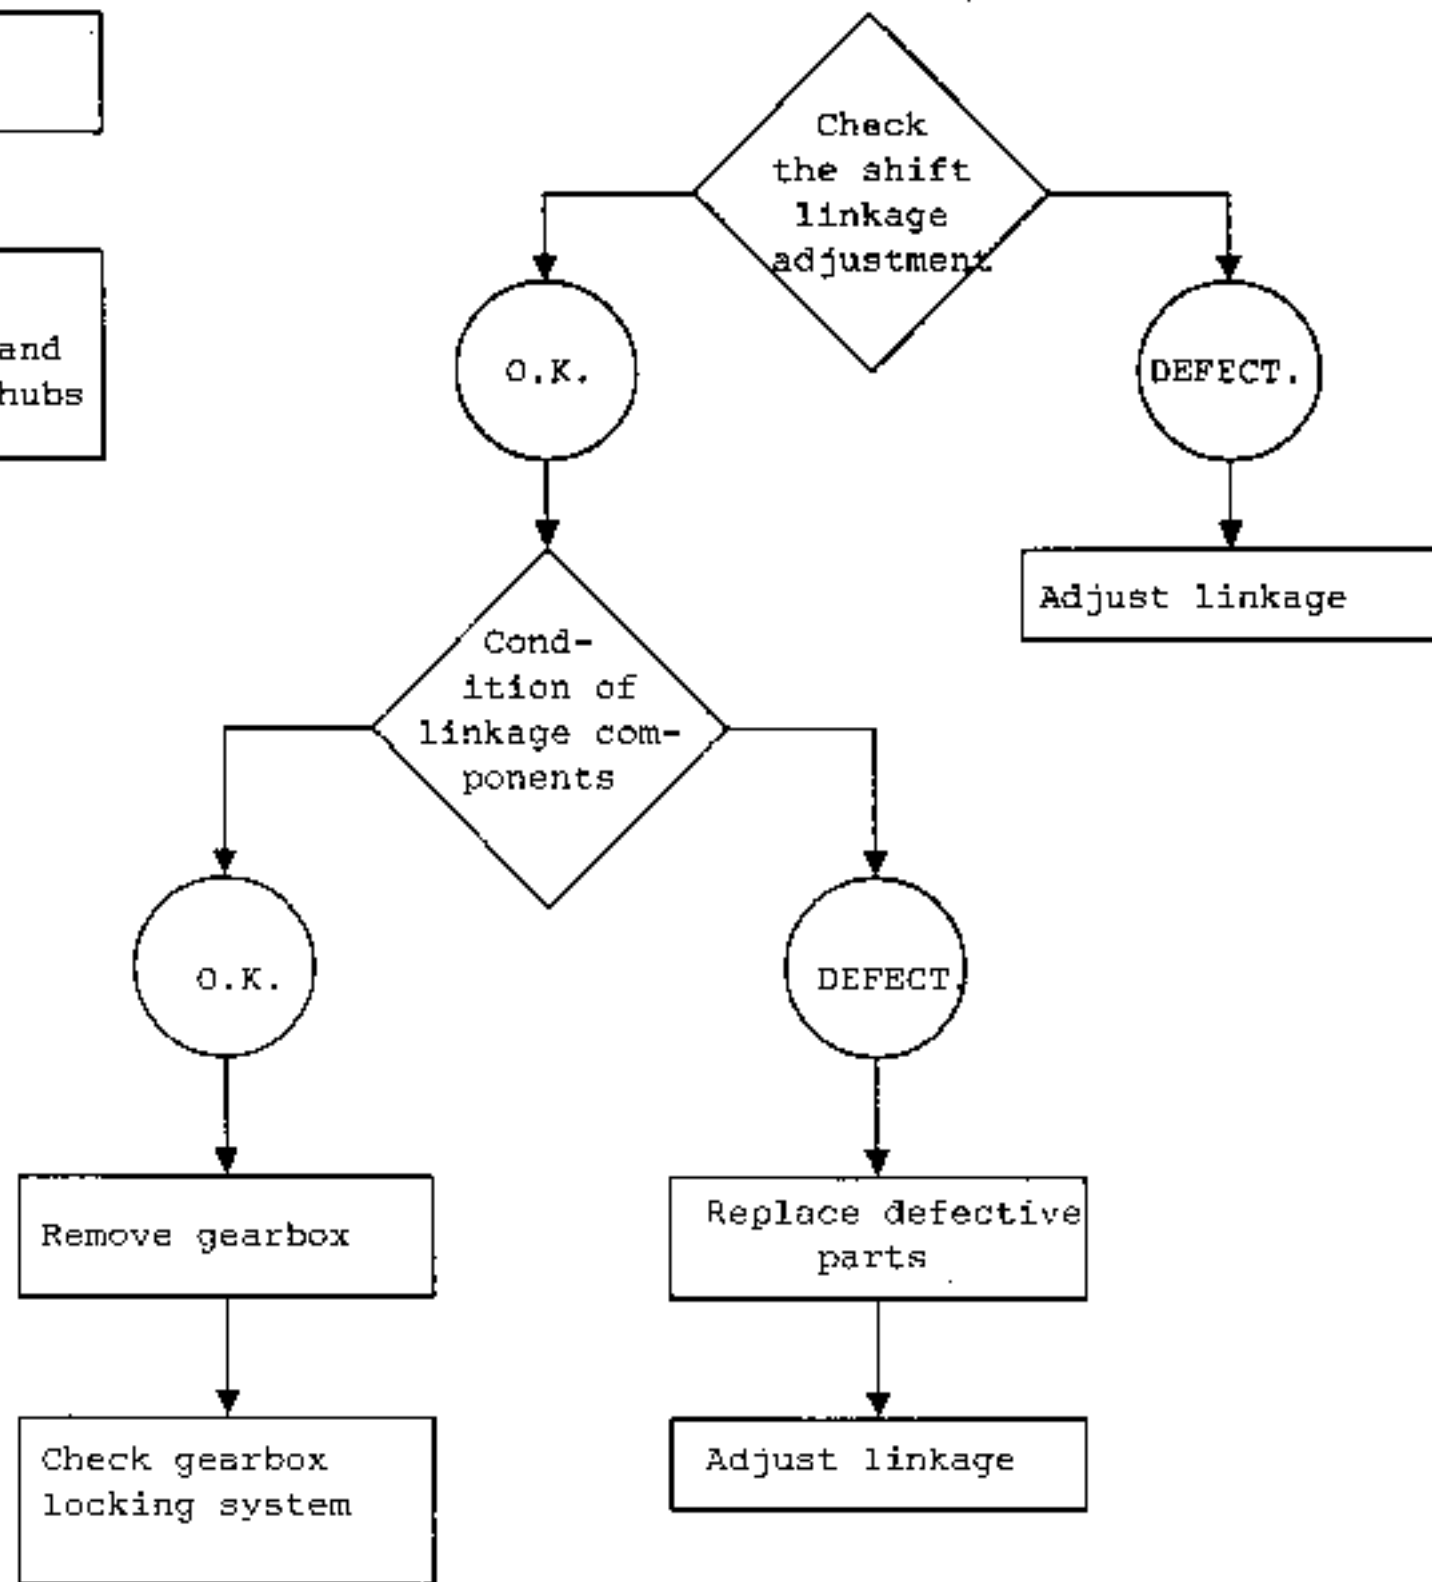 and
hubs
Check
the shift
linkage
adjustment
O.K.
DEFECT.
Adjust linkage
Cond-
ition of
linkage com-
ponents
O.K.
DEFECT.
Remove gearbox
Replace defective
parts
Check gearbox
locking system
Adjust linkage